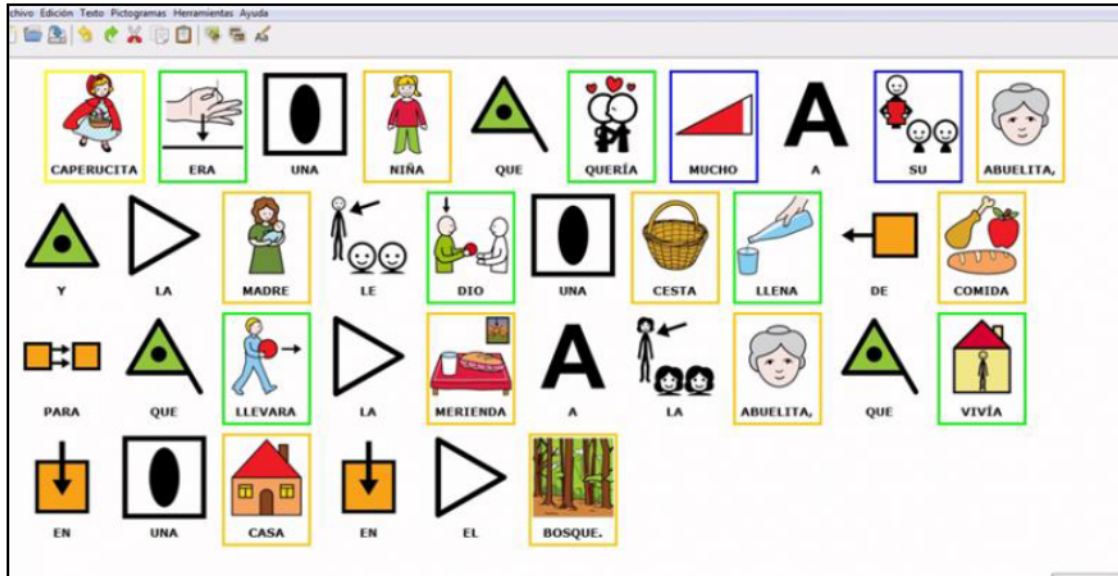 chivo Edición Texto Pictogramas Herramientas Ayuda
CAPERUCITA ERA UNA NIÑA QUE QUERÍA MUCHO A SU ABUELITA,
Y LA MADRE LE DIO UNA CESTA LLENA DE COMIDA
PARA QUE LLEVARA LA MERIENDA A LA ABUELITA, QUE VIVÍA
EN UNA CASA EN EL BOSQUE.